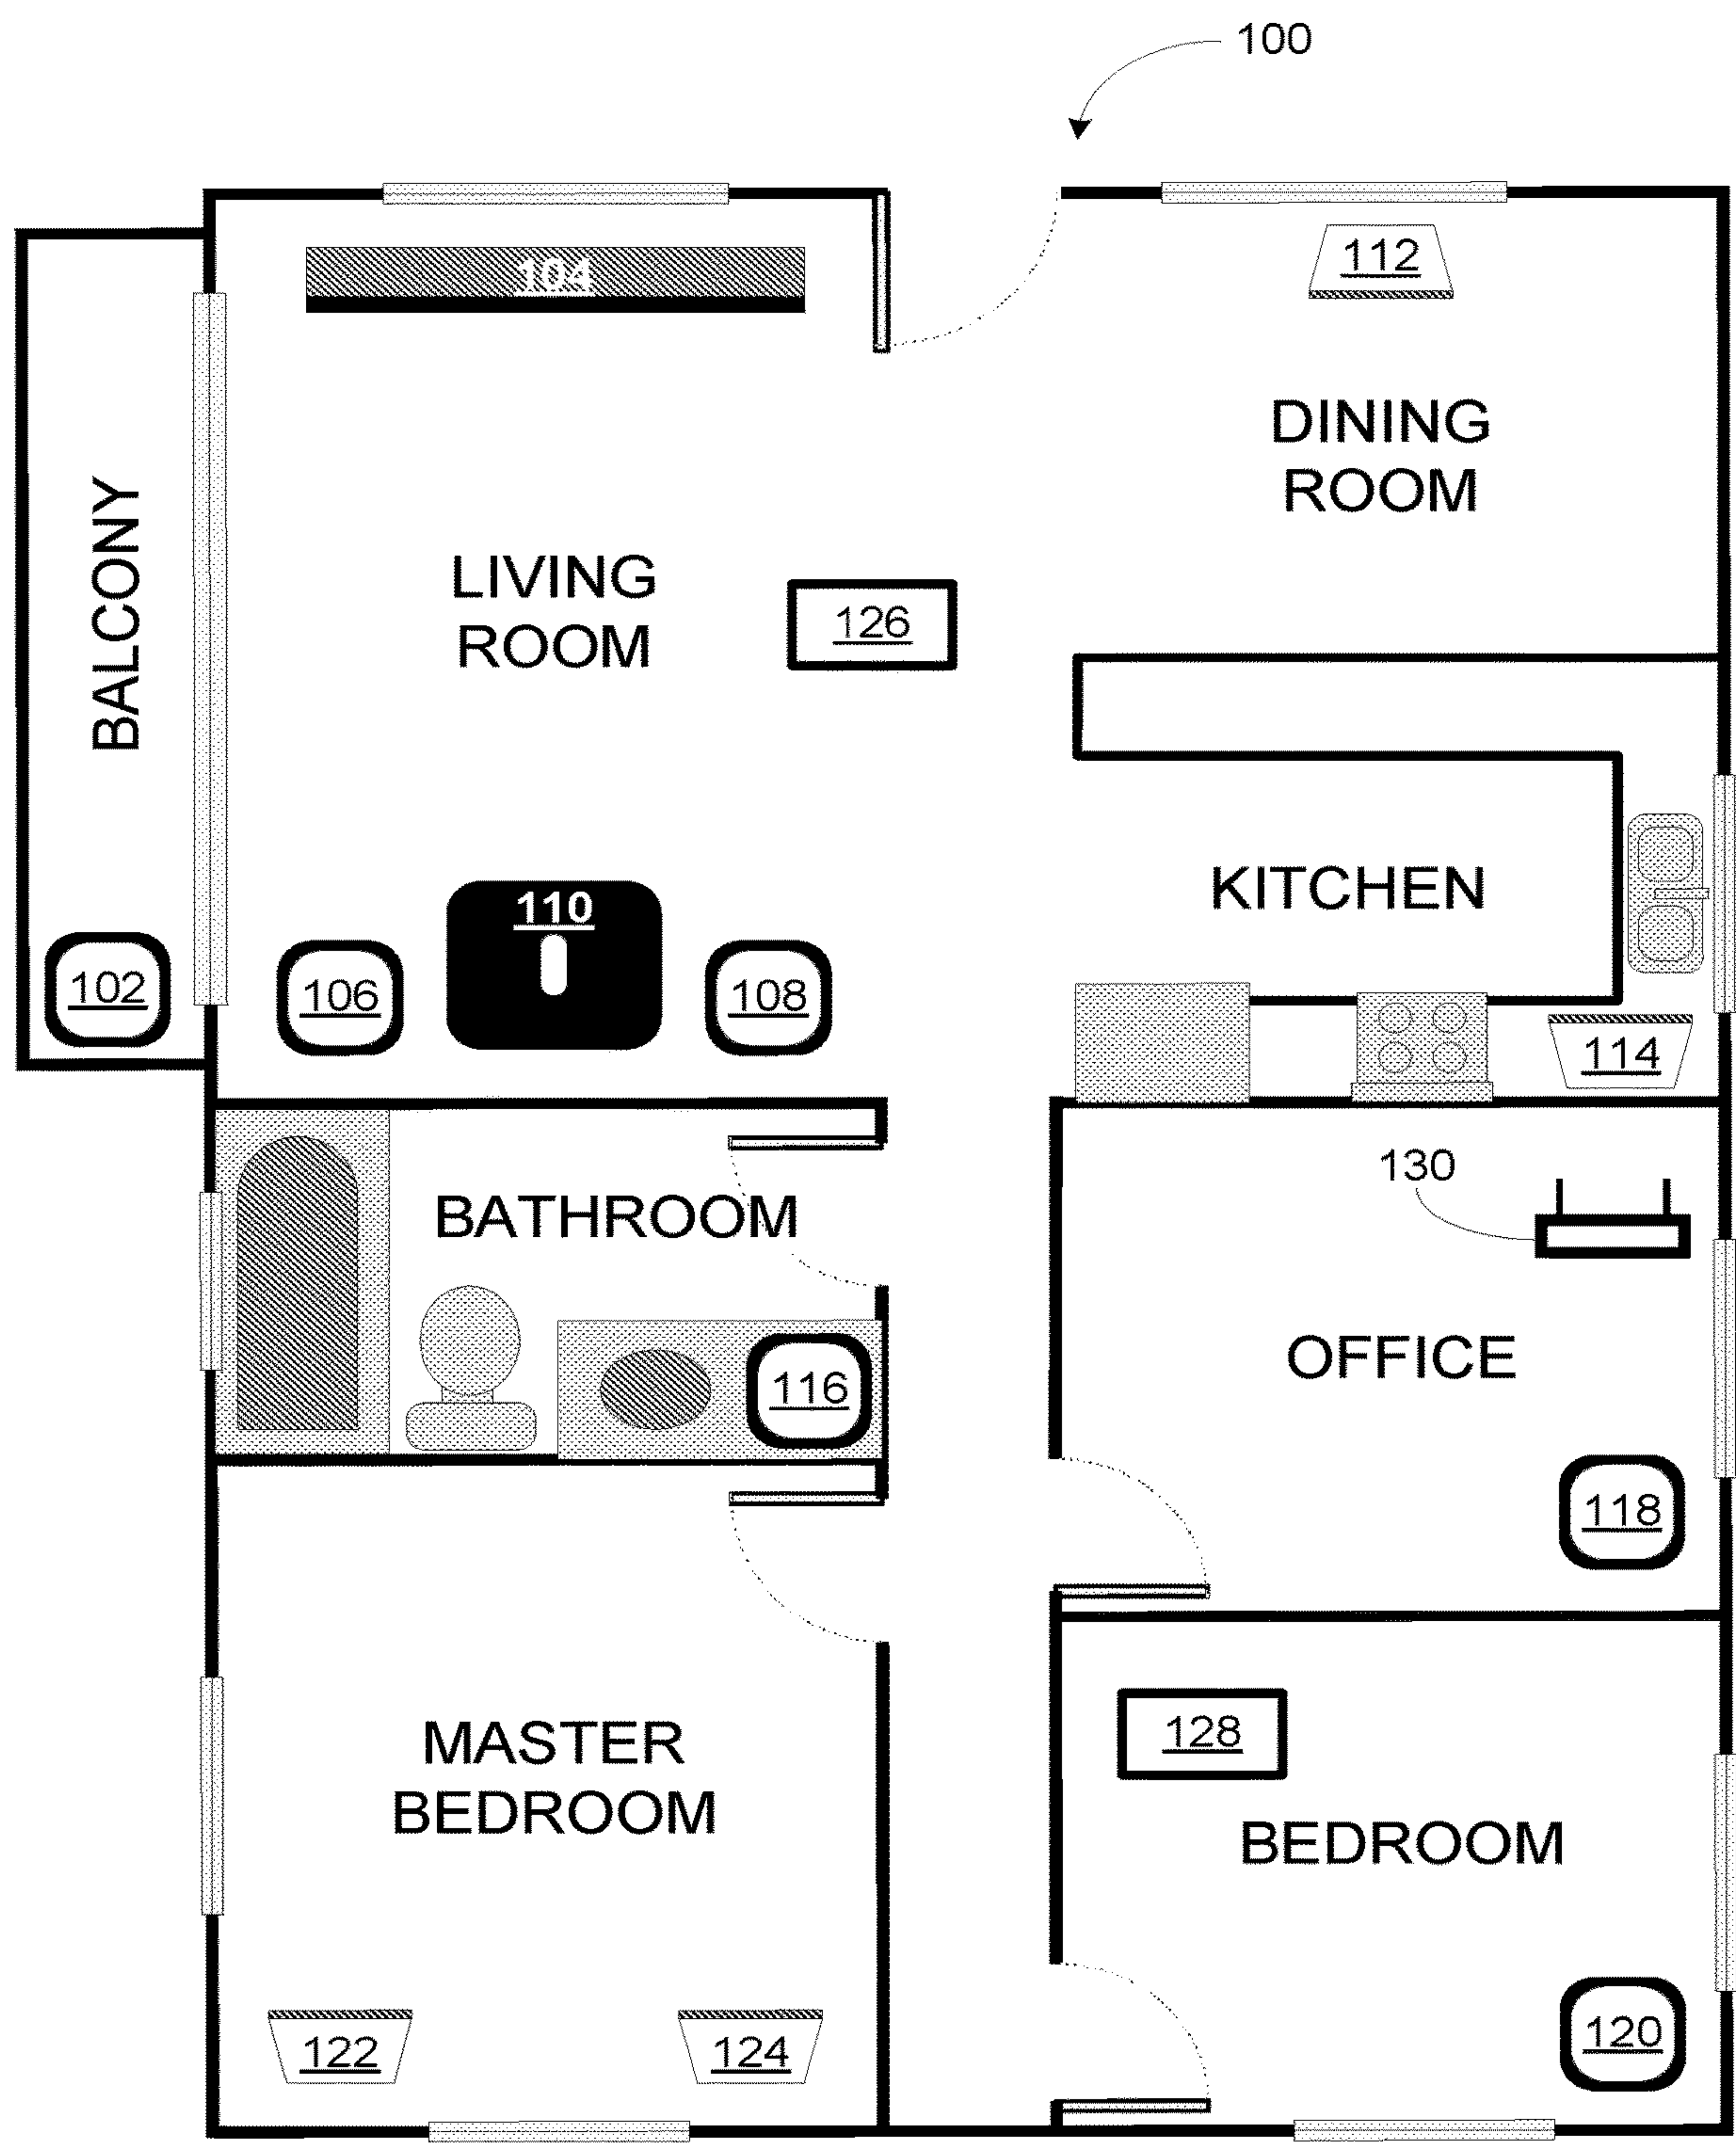 100
104
112
DINING
ROOM
BALCONY
LIVING
ROOM
126
KITCHEN
110
102
106
108
114
130
BATHROOM
OFFICE
116
118
128
MASTER
BEDROOM
BEDROOM
122
124
120